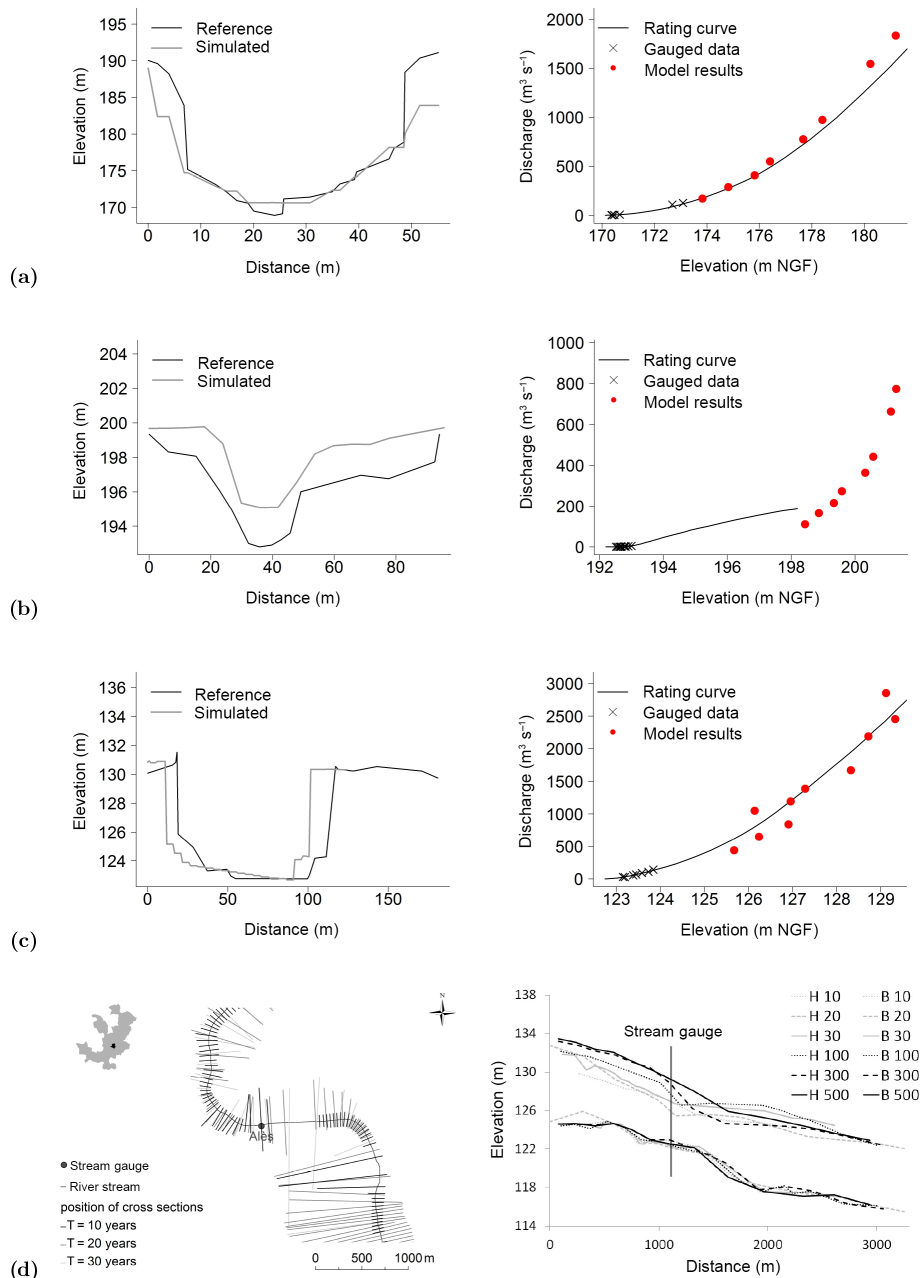 195
190
185
180
175
170
Elevation (m)
Reference
Simulated
0
10
20
30
40
50
Distance (m)
2000
1500
1000
500
0
Discharge (m³ s⁻¹)
Rating curve
Gauged data
Model results
170
172
174
176
178
180
Elevation (m NGF)
(a)
204
202
200
198
196
194
Elevation (m)
Reference
Simulated
0
20
40
60
80
Distance (m)
1000
800
600
400
200
0
Discharge (m³ s⁻¹)
Rating curve
Gauged data
Model results
192
194
196
198
200
Elevation (m NGF)
(b)
136
134
132
130
128
126
124
Elevation (m)
Reference
Simulated
0
50
100
150
Distance (m)
3000
2500
2000
1500
1000
500
0
Discharge (m³ s⁻¹)
Rating curve
Gauged data
Model results
123
124
125
126
127
128
129
Elevation (m NGF)
(c)
N
Alès
Stream gauge
River stream
position of cross sections
T = 10 years
T = 20 years
T = 30 years
0 500 1000 m
138
134
130
126
122
118
114
Elevation (m)
Stream gauge
H 10 B 10
H 20 B 20
H 30 B 30
H 100 B 100
H 300 B 300
H 500 B 500
0
1000
2000
3000
Distance (m)
(d)